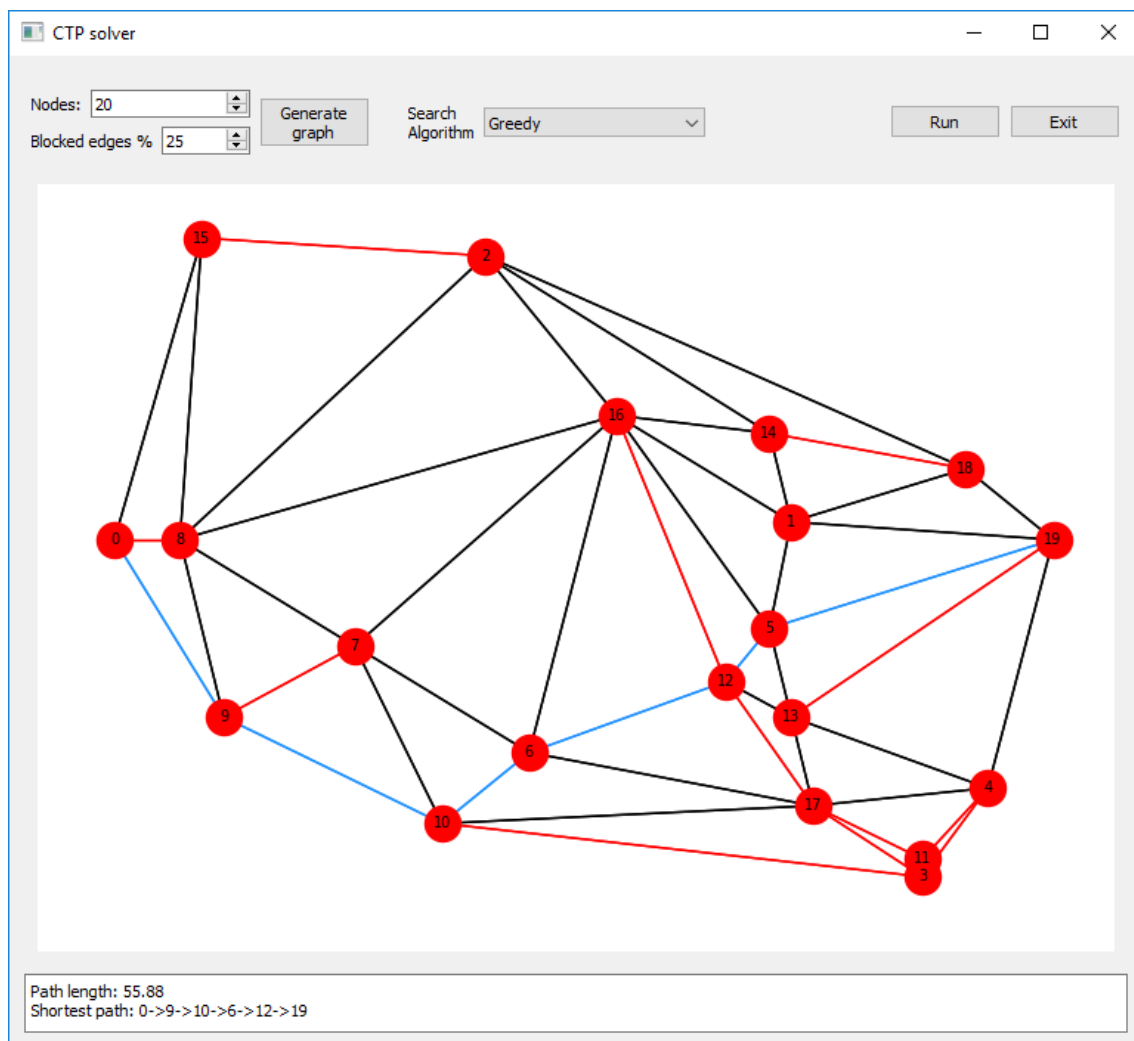 CTP solver
Nodes: 20
Blocked edges % 25
Generate
graph
Search
Algorithm
Greedy
Run
Exit
15
2
16
14
18
0
8
1
19
5
7
12
9
13
6
4
17
10
11
3
Path length: 55.88
Shortest path: 0->9->10->6->12->19